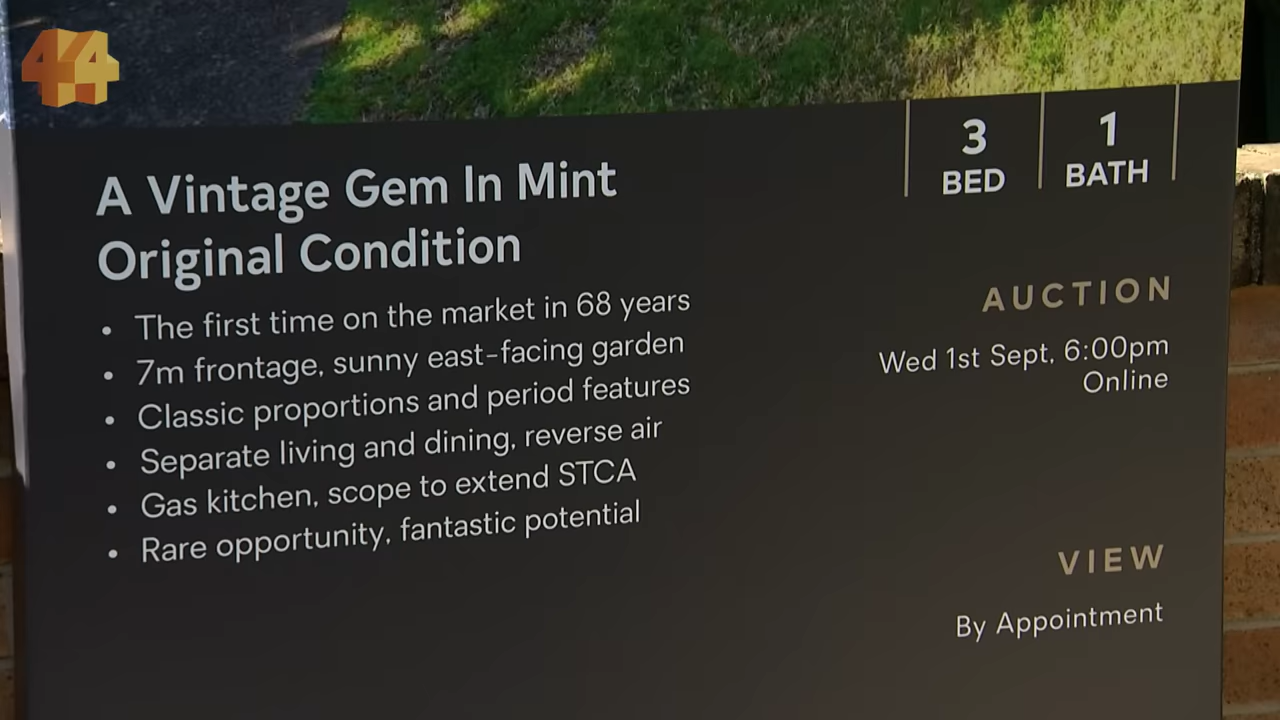 44
3
BED
1
BATH
A Vintage Gem In Mint
Original Condition
• The first time on the market in 68 years
• 7m frontage, sunny east-facing garden
• Classic proportions and period features
• Separate living and dining, reverse air
• Gas kitchen, scope to extend STCA
• Rare opportunity, fantastic potential
AUCTION
Wed 1st Sept, 6:00pm
Online
VIEW
By Appointment